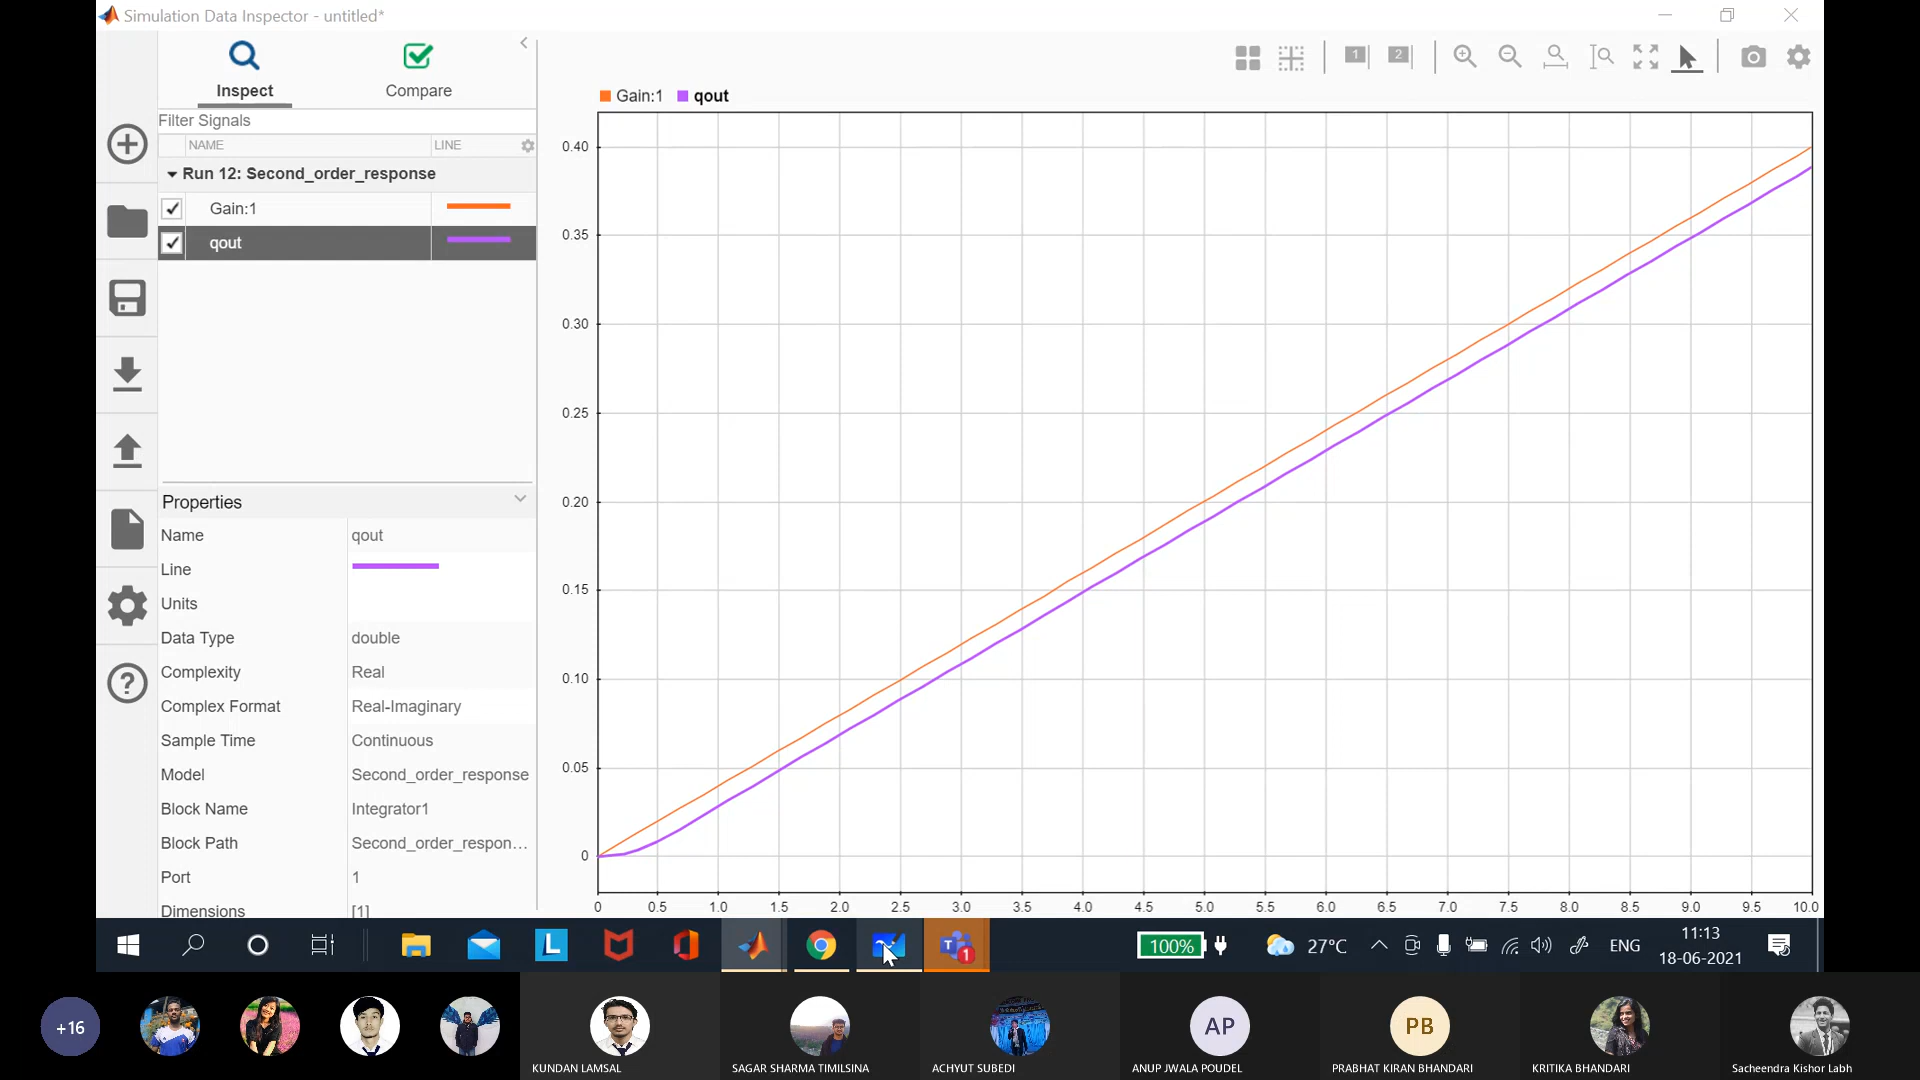 Simulation Data Inspector - untitled*
Inspect
Compare
Filter Signals
NAME
LINE
Run 12: Second_order_response
Gain:1
qout
Properties
Name
qout
Line
Units
Data Type
double
Complexity
Real
Complex Format
Real-Imaginary
Sample Time
Continuous
Model
Second_order_response
Block Name
Integrator1
Block Path
Second_order_respon...
Port
1
Dimensions
[1]
1
2
Gain:1
qout
0.40
0.35
0.30
0.25
0.20
0.15
0.10
0.05
0
0 0.5 1.0 1.5 2.0 2.5 3.0 3.5 4.0 4.5 5.0 5.5 6.0 6.5 7.0 7.5 8.0 8.5 9.0 9.5 10.0
L
T
1
100%
27°C
ENG
11:13
18-06-2021
+16
AP
PB
KUNDAN LAMSAL
SAGAR SHARMA TIMILSINA
ACHYUT SUBEDI
ANUP JWALA POUDEL
PRABHAT KIRAN BHANDARI
KRITIKA BHANDARI
Sacheendra Kishor Labh